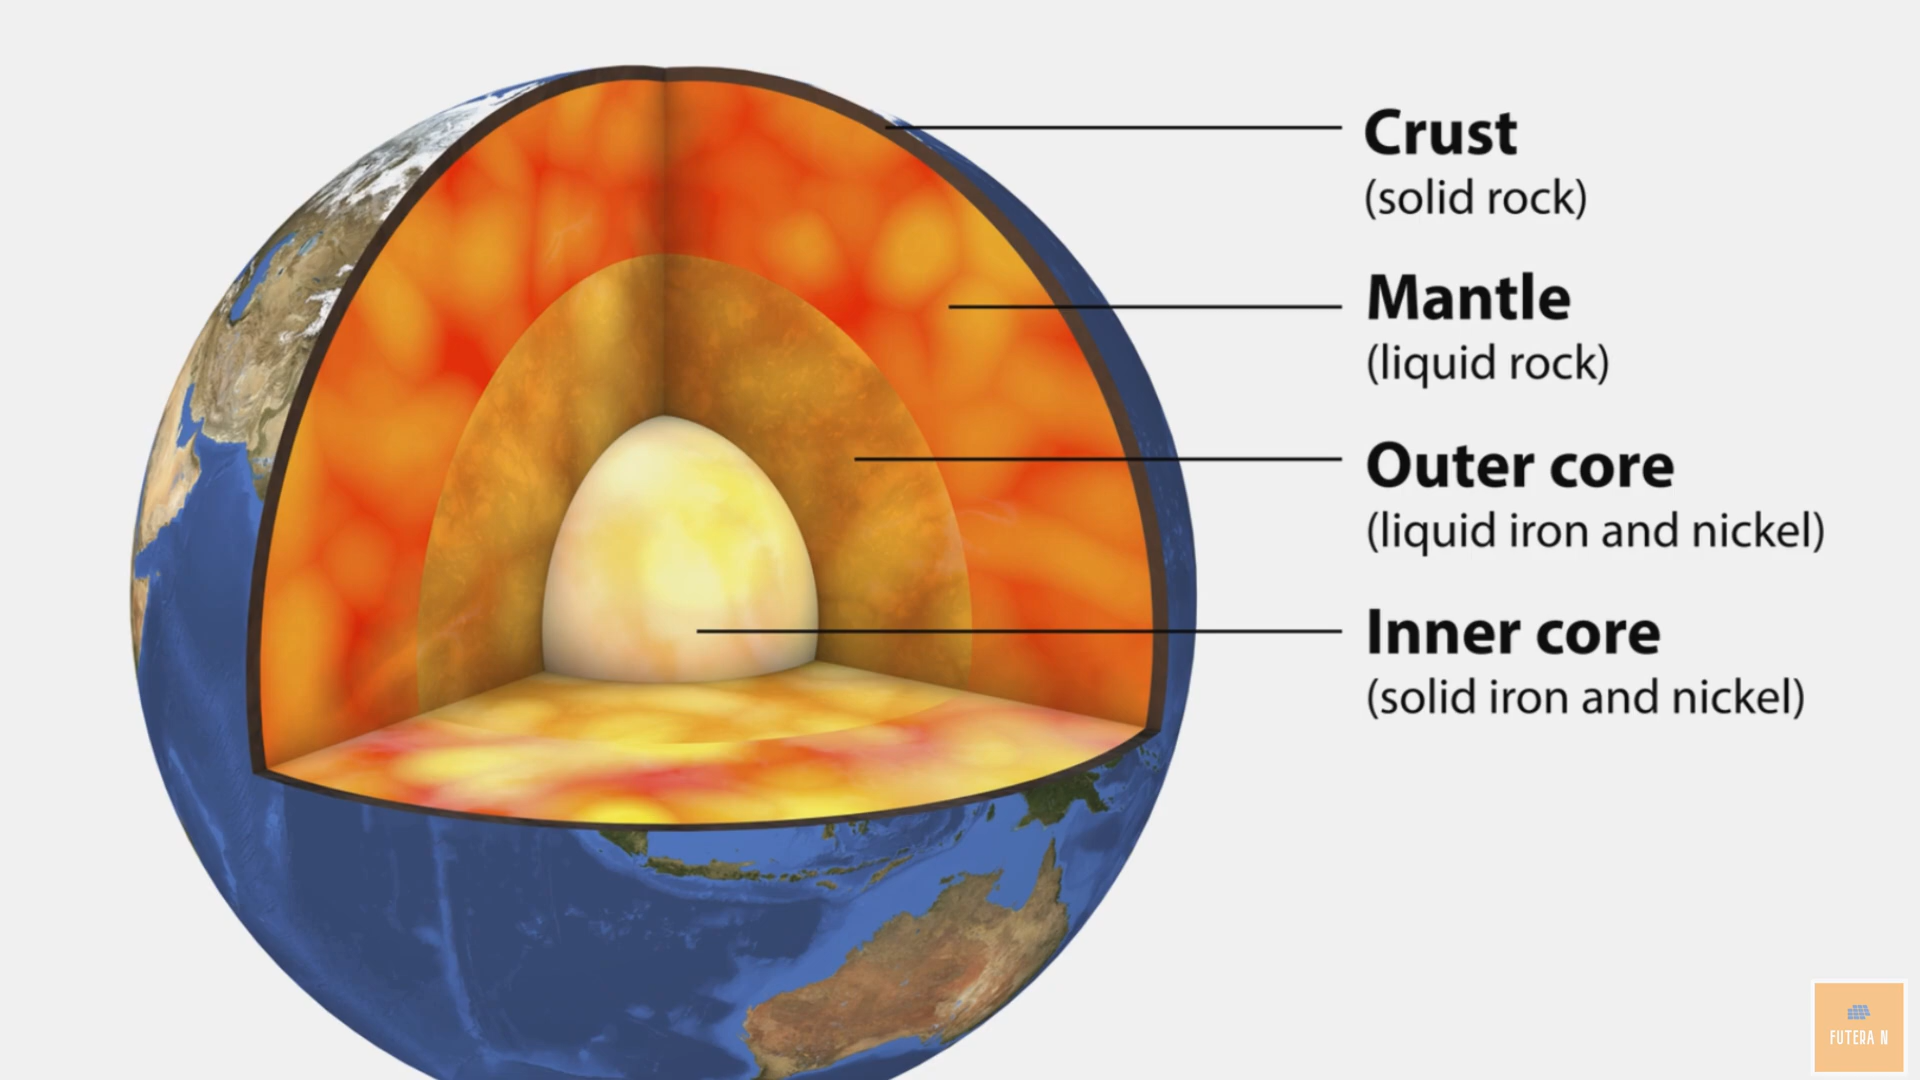 Crust
(solid rock)
Mantle
(liquid rock)
Outer core
(liquid iron and nickel)
Inner core
(solid iron and nickel)
FUTERA N